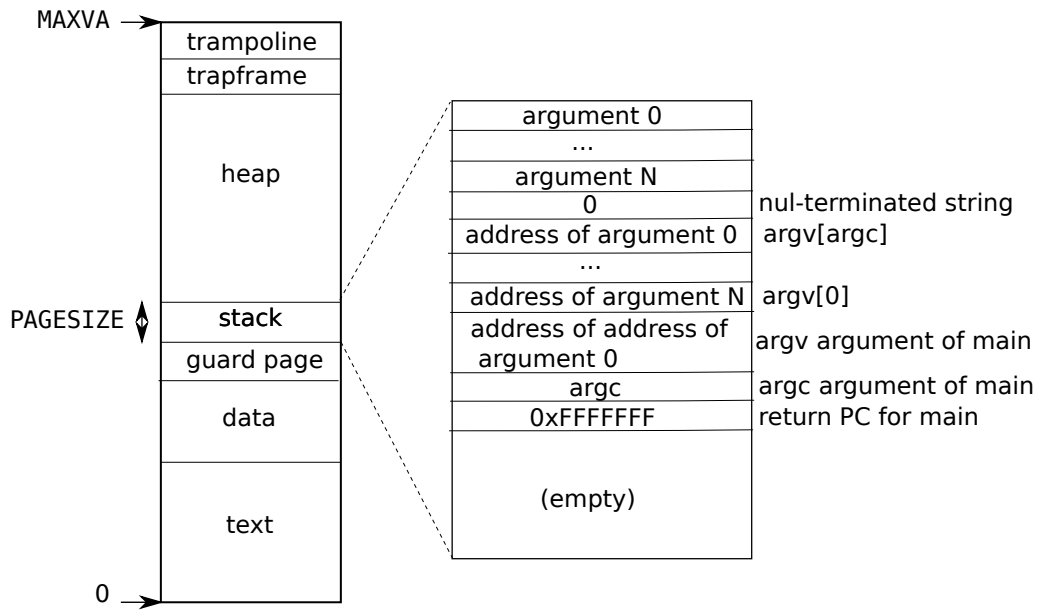 MAXVA
trampoline
trapframe
heap
PAGESIZE
stack
guard page
data
text
0
argument 0
...
argument N
0
nul-terminated string
address of argument 0
argv[argc]
...
address of argument N
argv[0]
address of address of
argument 0
argv argument of main
argc
argc argument of main
0xFFFFFFF
return PC for main
(empty)